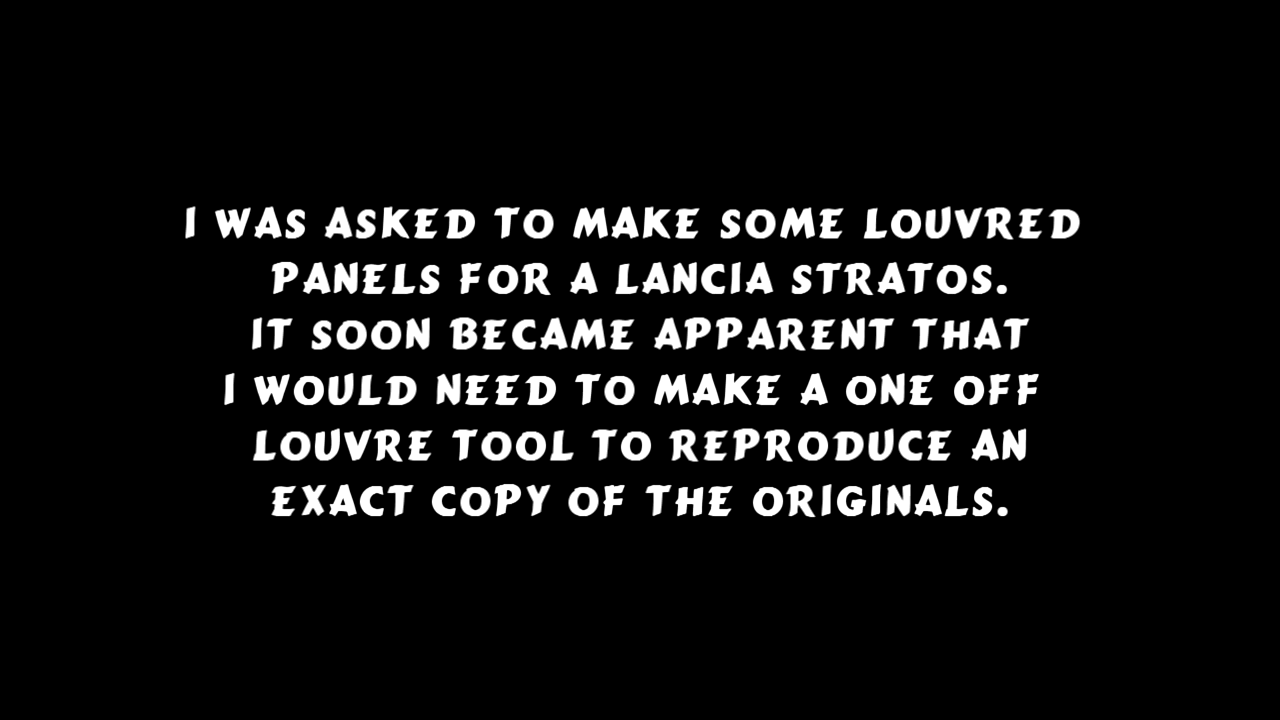 I WAS ASKED TO MAKE SOME LOUVRED
PANELS FOR A LANCIA STRATOS.
IT SOON BECAME APPARENT THAT
I WOULD NEED TO MAKE A ONE OFF
LOUVRE TOOL TO REPRODUCE AN
EXACT COPY OF THE ORIGINALS.